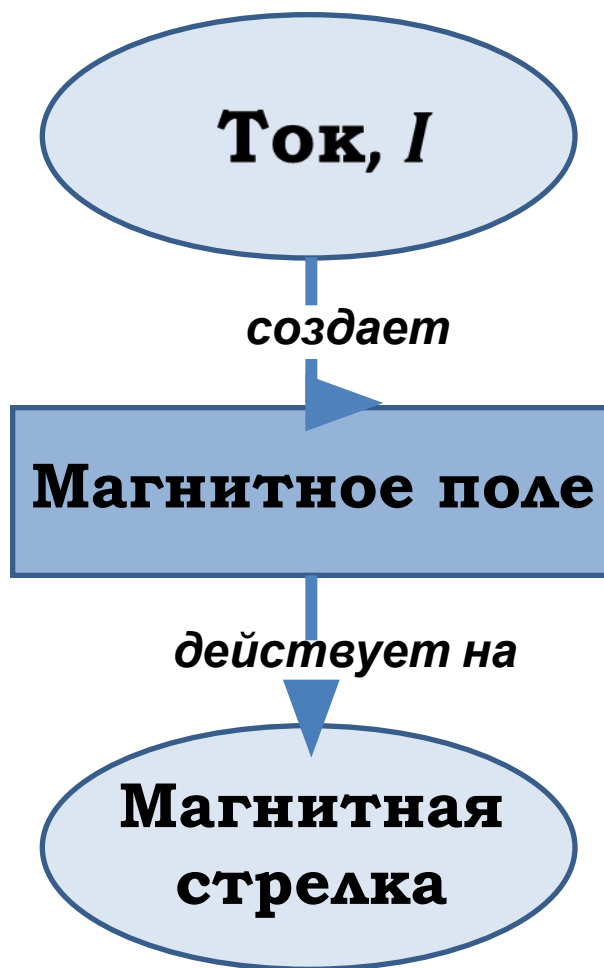 Ток, I
создает
Магнитное поле
действует на
Магнитная
стрелка